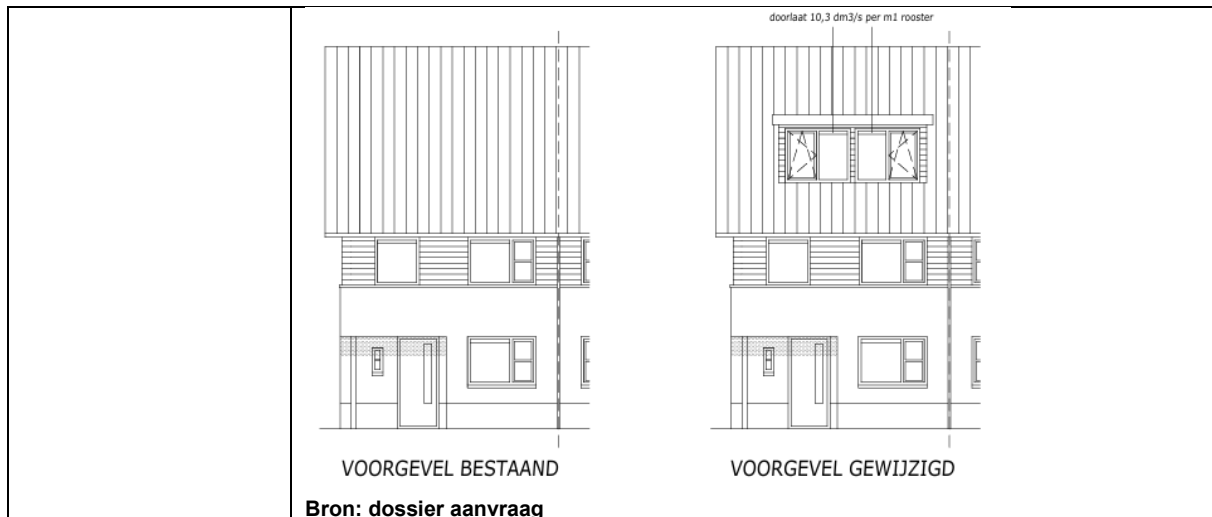 doorlaat 10,3 dm3/s per m1 rooster
VOORGEVEL BESTAAND
VOORGEVEL GEWIJZIGD
Bron: dossier aanvraag